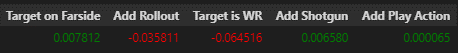 Target on Farside Add Rollout Target is WR Add Shotgun Add Play Action
0.007812 -0.035811 -0.064516 0.006580 0.000065